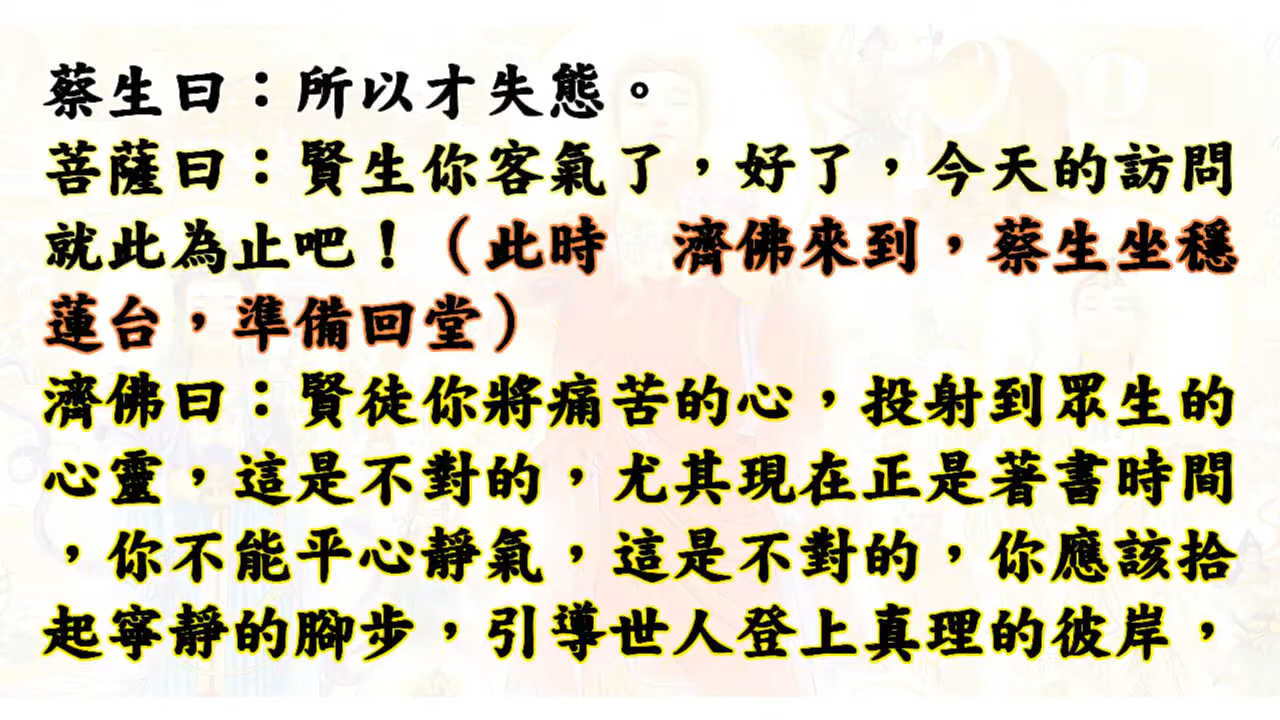 蔡生曰：所以才失態。
菩薩曰：賢生你客氣了，好了，今天的訪問
就此為止吧！（此時　濟佛來到，蔡生坐穩
蓮台，準備回堂）
濟佛曰：賢徒你將痛苦的心，投射到眾生的
心靈，這是不對的，尤其現在正是著書時間
，你不能平心靜氣，這是不對的，你應該拾
起寧靜的腳步，引導世人登上真理的彼岸，